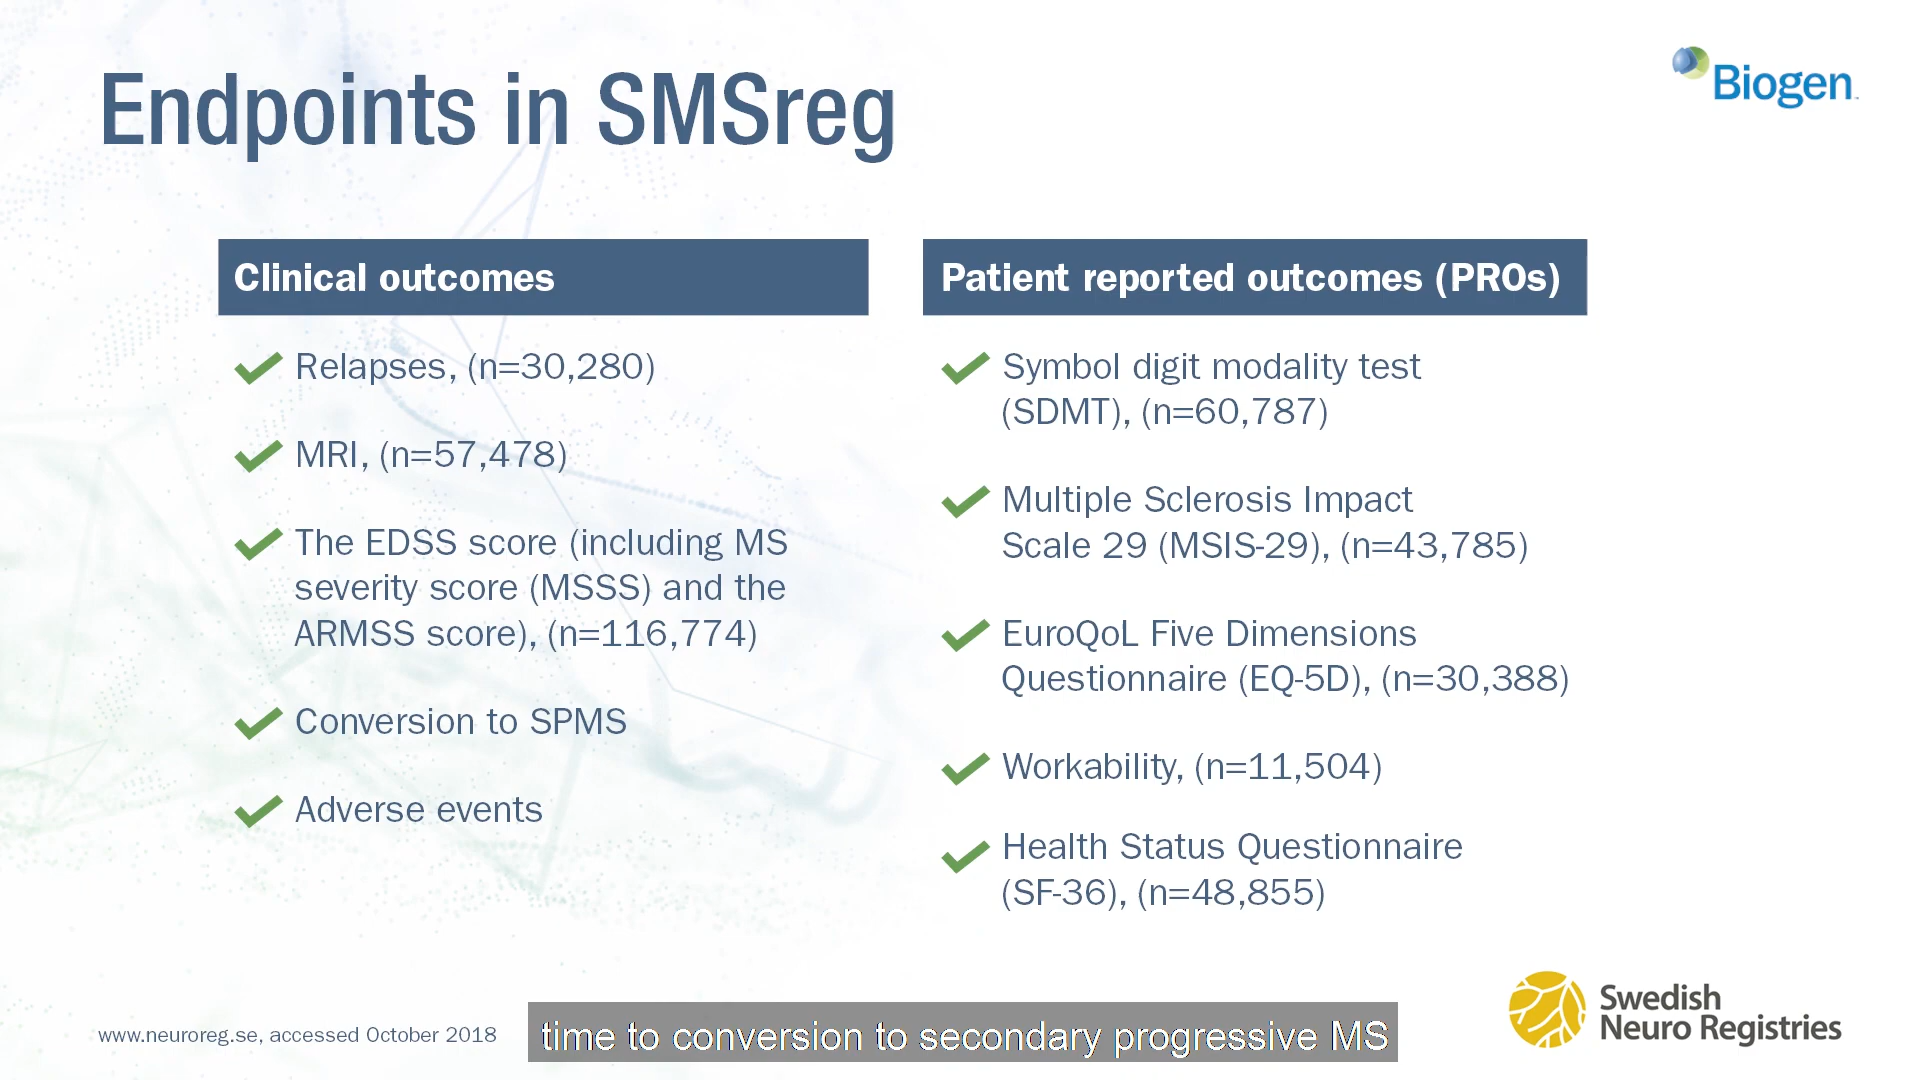 Endpoints in SMSreg
Biogen
Clinical outcomes
Relapses, (n=30,280)
MRI, (n=57,478)
The EDSS score (including MS
severity score (MSSS) and the
ARMSS score), (n=116,774)
Conversion to SPMS
Adverse events
Patient reported outcomes (PROs)
Symbol digit modality test
(SDMT), (n=60,787)
Multiple Sclerosis Impact
Scale 29 (MSIS-29), (n=43,785)
EuroQoL Five Dimensions
Questionnaire (EQ-5D), (n=30,388)
Workability, (n=11,504)
Health Status Questionnaire
(SF-36), (n=48,855)
www.neuroreg.se, accessed October 2018
time to conversion to secondary progressive MS
Swedish
Neuro Registries